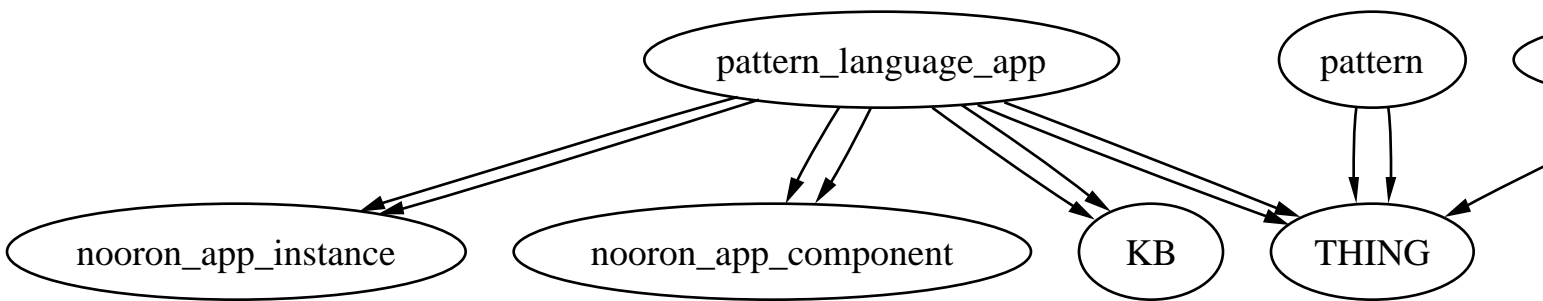 pattern_language_app
pattern
nooron_app_instance
nooron_app_component
KB
THING